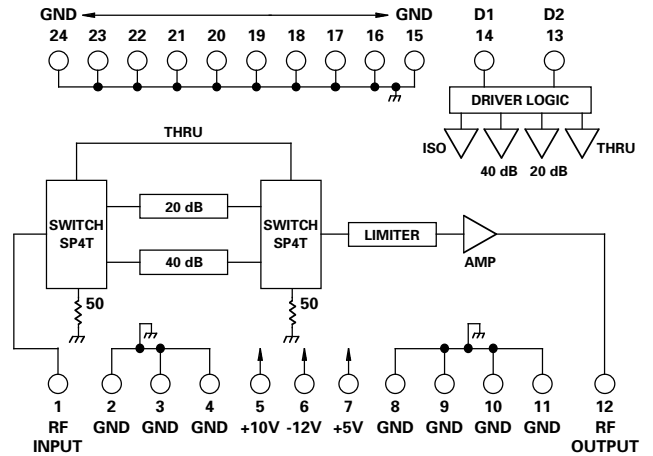 GND GND D1 D2
24 23 22 21 20 19 18 17 16 15 14 13
DRIVER LOGIC
THRU
ISO THRU
40 dB 20 dB
20 dB
SWITCH
SP4T
SWITCH
SP4T
LIMITER
40 dB
AMP
50 50
1 2 3 4 5 6 7 8 9 10 11 12
RF GND GND GND +10V -12V +5V GND GND GND GND RF
INPUT OUTPUT